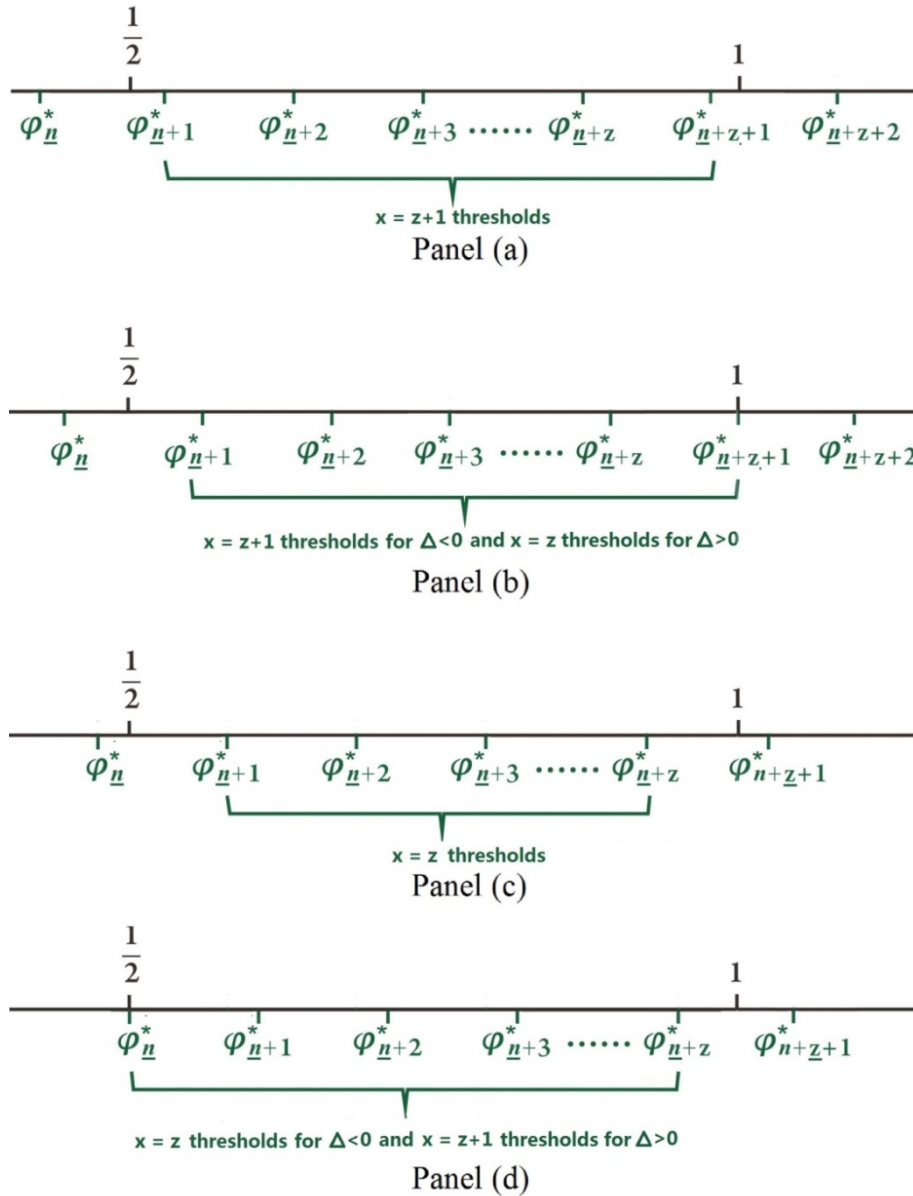 1/2 1
φ*n̲ φ*n̲+1 φ*n̲+2 φ*n̲+3 ...... φ*n̲+z φ*n̲+z+1 φ*n̲+z+2
x = z+1 thresholds
Panel (a)
1/2 1
φ*n̲ φ*n̲+1 φ*n̲+2 φ*n̲+3 ...... φ*n̲+z φ*n̲+z+1 φ*n̲+z+2
x = z+1 thresholds for Δ<0 and x = z thresholds for Δ>0
Panel (b)
1/2 1
φ*n̲ φ*n̲+1 φ*n̲+2 φ*n̲+3 ...... φ*n̲+z φ*n+z̲+1
x = z thresholds
Panel (c)
1/2 1
φ*n̲ φ*n̲+1 φ*n̲+2 φ*n̲+3 ...... φ*n̲+z φ*n+z̲+1
x = z thresholds for Δ<0 and x = z+1 thresholds for Δ>0
Panel (d)